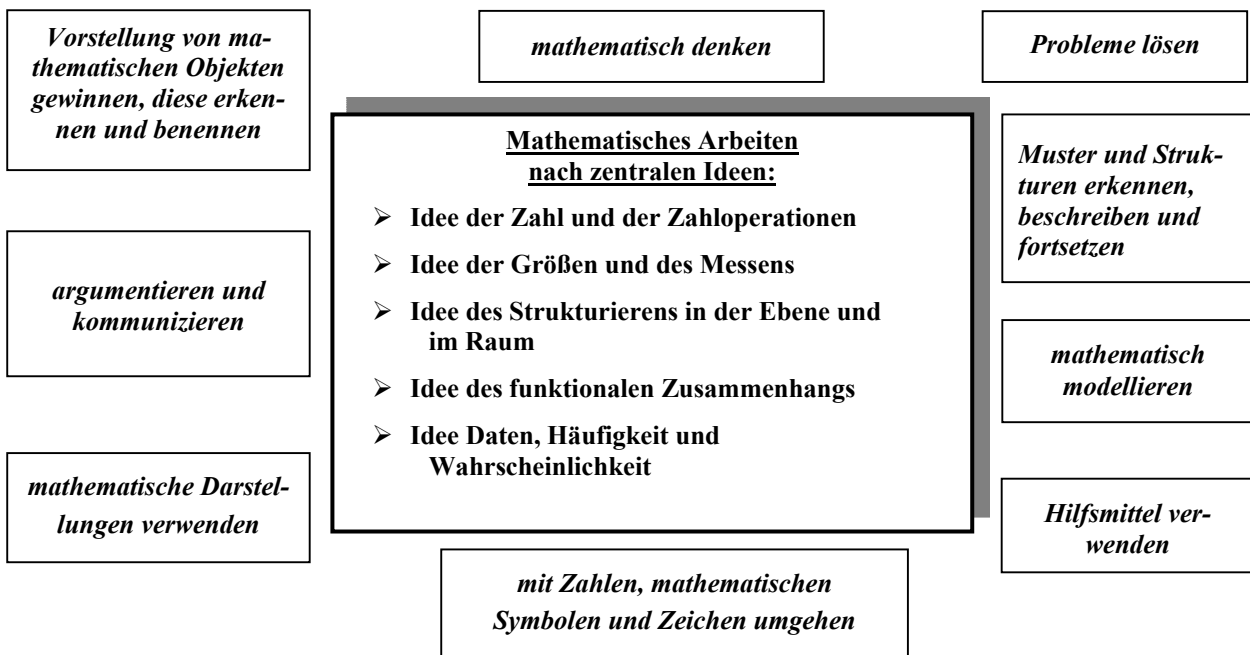 Vorstellung von ma-
thematischen Objekten
gewinnen, diese erken-
nen und benennen
mathematisch denken
Probleme lösen
Mathematisches Arbeiten
nach zentralen Ideen:
➢ Idee der Zahl und der Zahloperationen
➢ Idee der Größen und des Messens
➢ Idee des Strukturierens in der Ebene und
im Raum
➢ Idee des funktionalen Zusammenhangs
➢ Idee Daten, Häufigkeit und
Wahrscheinlichkeit
Muster und Struk-
turen erkennen,
beschreiben und
fortsetzen
argumentieren und
kommunizieren
mathematisch
modellieren
mathematische Darstel-
lungen verwenden
Hilfsmittel ver-
wenden
mit Zahlen, mathematischen
Symbolen und Zeichen umgehen